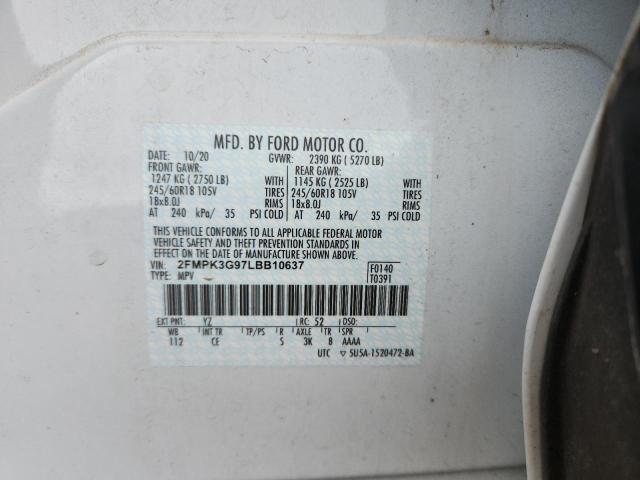 MFD. BY FORD MOTOR CO.
DATE: 10/20 GVWR: 2390 KG (5270 LB)
FRONT GAWR: REAR GAWR:
1247 KG (2750 LB) WITH 1145 KG (2525 LB) WITH
245/60R18 105V TIRES 245/60R18 105V TIRES
18x8.0J RIMS 18x8.0J RIMS
AT 240 kPa/ 35 PSI COLD AT 240 kPa/ 35 PSI COLD
THIS VEHICLE CONFORMS TO ALL APPLICABLE FEDERAL MOTOR
VEHICLE SAFETY AND THEFT PREVENTION STANDARDS IN
EFFECT ON THE DATE OF MANUFACTURE SHOWN ABOVE.
VIN: 2FMPK3G97LBB10637 F0140
TYPE: MPV T0391
EXT PNT: YZ RC: 52 DSO:
WB INT TR TP/PS R AXLE TR SPR
112 CE S 3K 8 AAAA
UTC ▽ 5U5A-1520472-BA